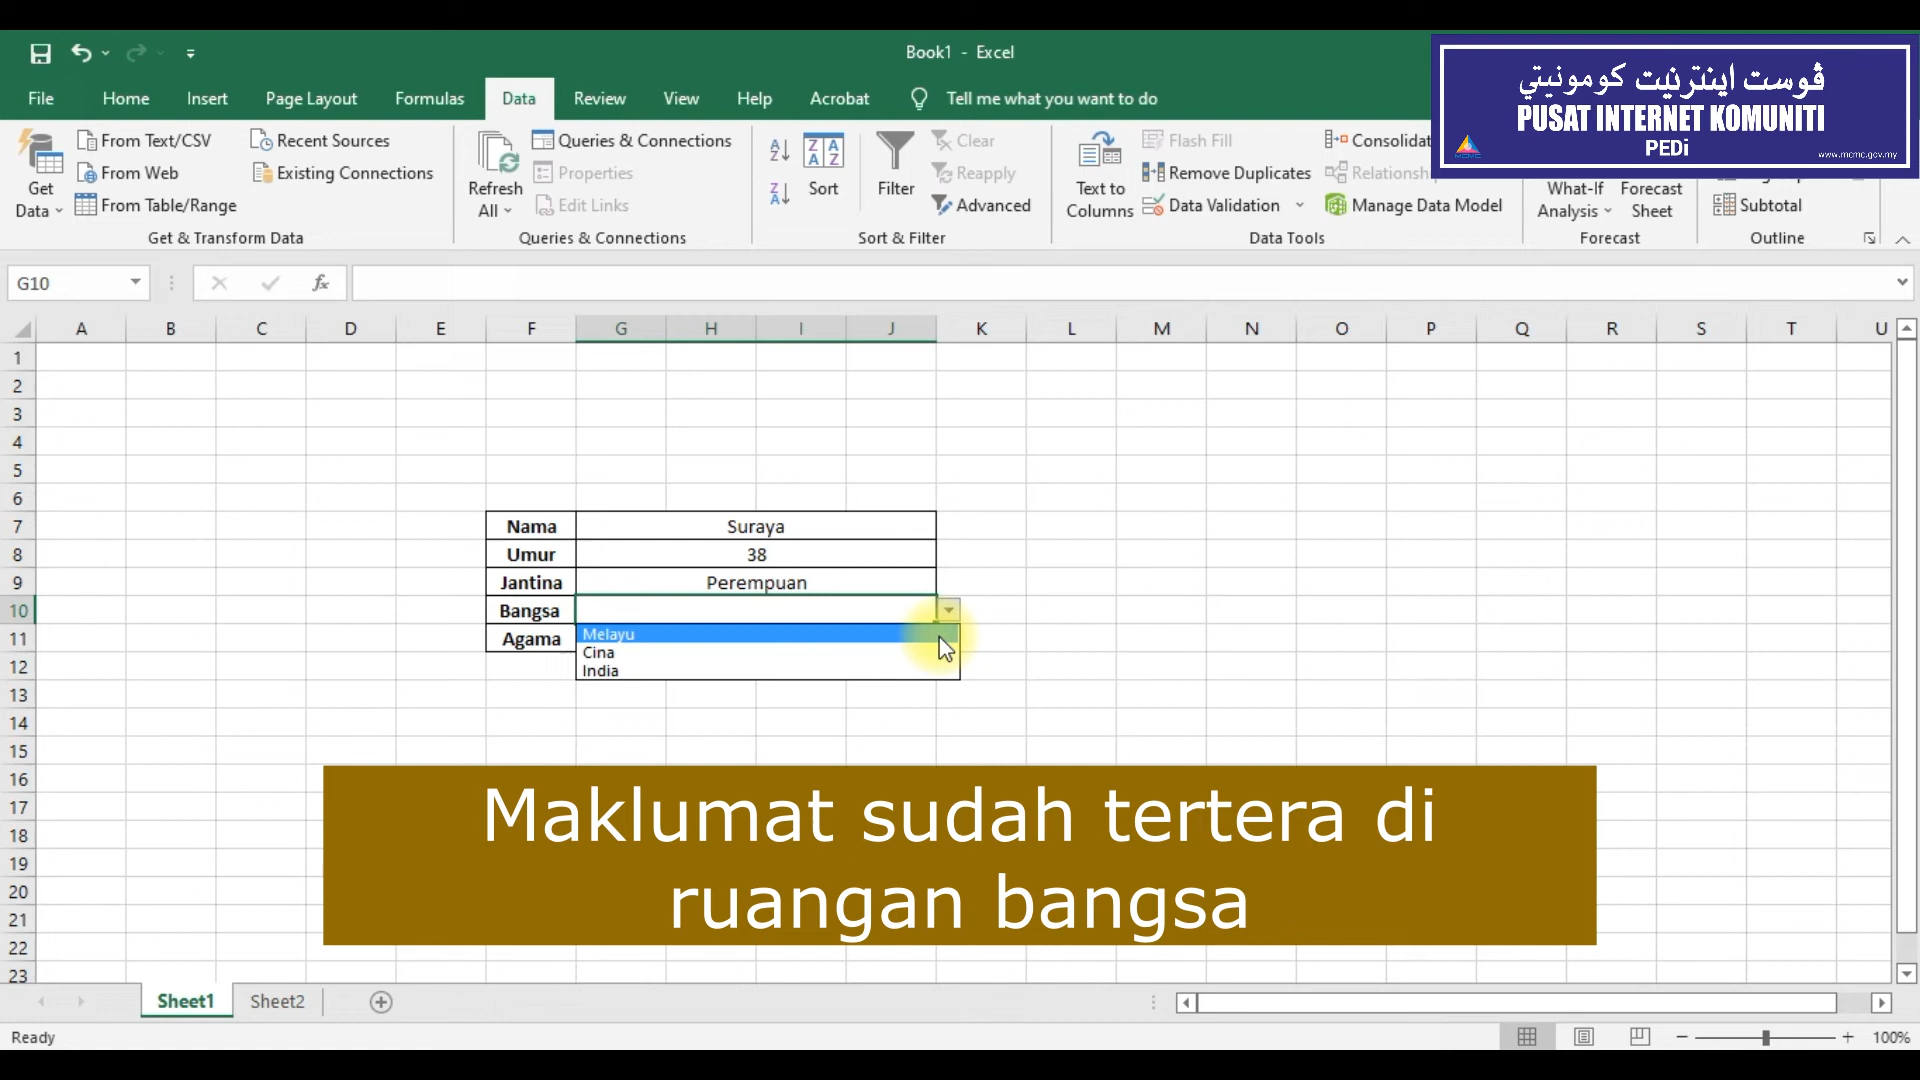 Book1 - Excel
ڤوست اينترنيت كومونيتي
PUSAT INTERNET KOMUNITI
PEDi
MCMC
www.mcmc.gov.my
File Home Insert Page Layout Formulas Data Review View Help Acrobat Tell me what you want to do
From Text/CSV Recent Sources Queries & Connections Clear Flash Fill Consolidat
From Web Existing Connections Properties Reapply Remove Duplicates Relationsh
Get Data Refresh All Sort Filter Text to Columns What-If Analysis Forecast Sheet
From Table/Range Edit Links Advanced Data Validation Manage Data Model Subtotal
Get & Transform Data Queries & Connections Sort & Filter Data Tools Forecast Outline
G10 fx
A B C D E F G H I J K L M N O P Q R S T U
1
2
3
4
5
6
7 Nama Suraya
8 Umur 38
9 Jantina Perempuan
10 Bangsa
11 Agama Melayu
Cina
12 India
13
14
15
16
17
18
19
20
21
22
23
Maklumat sudah tertera di
ruangan bangsa
Sheet1 Sheet2
Ready 100%